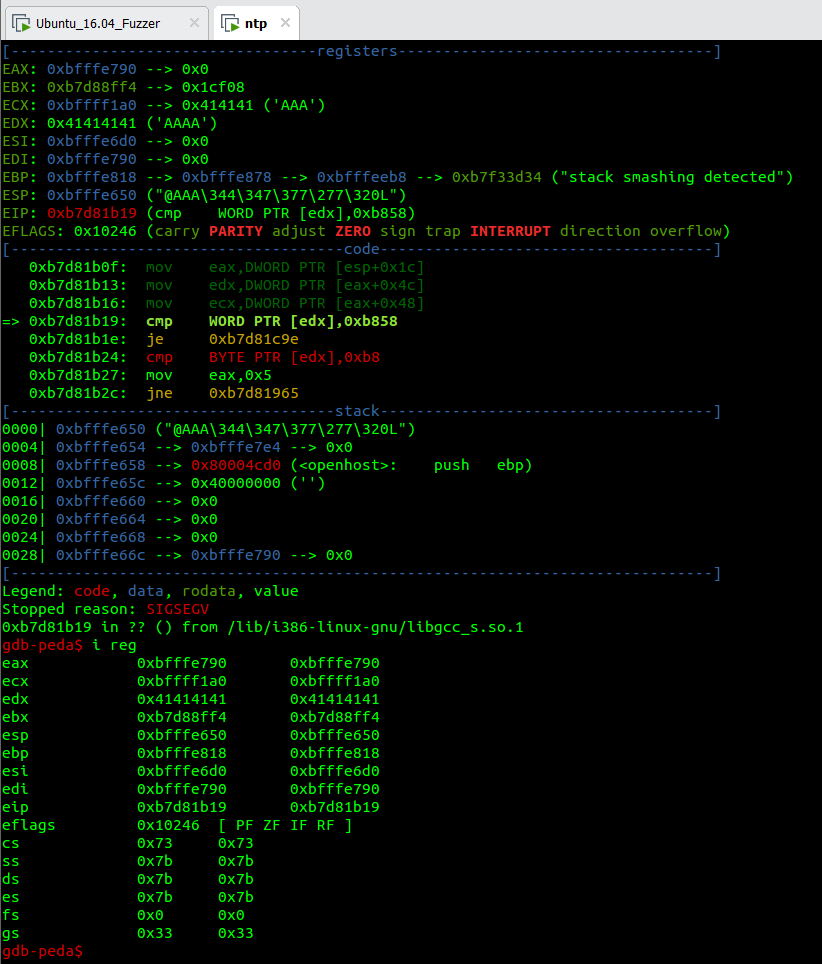 Ubuntu_16.04_Fuzzer × ntp ×
[----------------------------------registers-----------------------------------]
EAX: 0xbfffe790 --> 0x0
EBX: 0xb7d88ff4 --> 0x1cf08
ECX: 0xbffff1a0 --> 0x414141 ('AAA')
EDX: 0x41414141 ('AAAA')
ESI: 0xbfffe6d0 --> 0x0
EDI: 0xbfffe790 --> 0x0
EBP: 0xbfffe818 --> 0xbfffe878 --> 0xbfffeeb8 --> 0xb7f33d34 ("stack smashing detected")
ESP: 0xbfffe650 ("@AAA\344\347\377\277\320L")
EIP: 0xb7d81b19 (cmp    WORD PTR [edx],0xb858)
EFLAGS: 0x10246 (carry PARITY adjust ZERO sign trap INTERRUPT direction overflow)
[-------------------------------------code-------------------------------------]
   0xb7d81b0f:  mov    eax,DWORD PTR [esp+0x1c]
   0xb7d81b13:  mov    edx,DWORD PTR [eax+0x4c]
   0xb7d81b16:  mov    ecx,DWORD PTR [eax+0x48]
=> 0xb7d81b19:  cmp    WORD PTR [edx],0xb858
   0xb7d81b1e:  je     0xb7d81c9e
   0xb7d81b24:  cmp    BYTE PTR [edx],0xb8
   0xb7d81b27:  mov    eax,0x5
   0xb7d81b2c:  jne    0xb7d81965
[------------------------------------stack-------------------------------------]
0000| 0xbfffe650 ("@AAA\344\347\377\277\320L")
0004| 0xbfffe654 --> 0xbfffe7e4 --> 0x0
0008| 0xbfffe658 --> 0x80004cd0 (<openhost>:    push   ebp)
0012| 0xbfffe65c --> 0x40000000 ('')
0016| 0xbfffe660 --> 0x0
0020| 0xbfffe664 --> 0x0
0024| 0xbfffe668 --> 0x0
0028| 0xbfffe66c --> 0xbfffe790 --> 0x0
[------------------------------------------------------------------------------]
Legend: code, data, rodata, value
Stopped reason: SIGSEGV
0xb7d81b19 in ?? () from /lib/i386-linux-gnu/libgcc_s.so.1
gdb-peda$ i reg
eax            0xbfffe790       0xbfffe790
ecx            0xbffff1a0       0xbffff1a0
edx            0x41414141       0x41414141
ebx            0xb7d88ff4       0xb7d88ff4
esp            0xbfffe650       0xbfffe650
ebp            0xbfffe818       0xbfffe818
esi            0xbfffe6d0       0xbfffe6d0
edi            0xbfffe790       0xbfffe790
eip            0xb7d81b19       0xb7d81b19
eflags         0x10246  [ PF ZF IF RF ]
cs             0x73     0x73
ss             0x7b     0x7b
ds             0x7b     0x7b
es             0x7b     0x7b
fs             0x0      0x0
gs             0x33     0x33
gdb-peda$